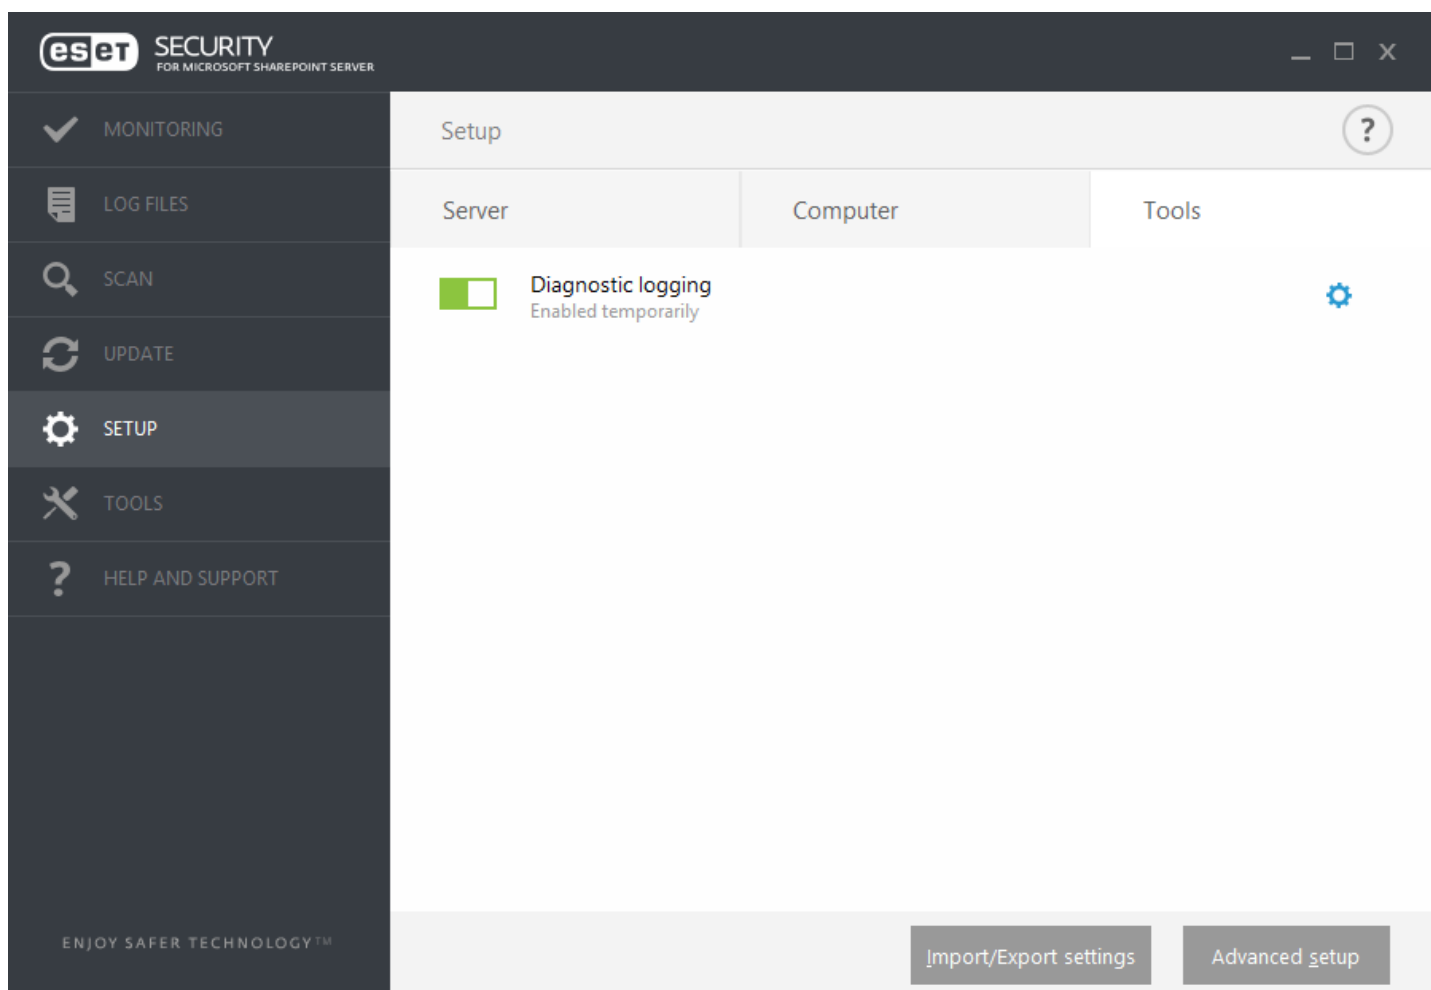 eset SECURITY
FOR MICROSOFT SHAREPOINT SERVER
MONITORING
LOG FILES
SCAN
UPDATE
SETUP
TOOLS
? HELP AND SUPPORT
ENJOY SAFER TECHNOLOGY™
Setup ?
Server Computer Tools
Diagnostic logging
Enabled temporarily
Import/Export settings Advanced setup